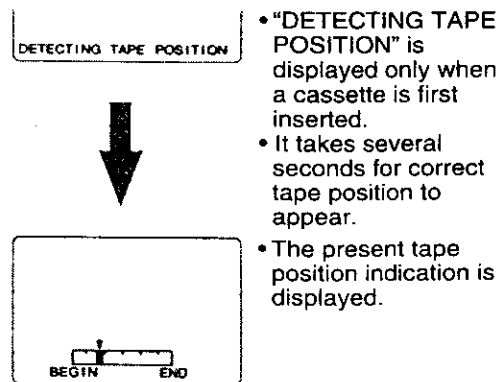 DETECTING TAPE POSITION
• "DETECTING TAPE
POSITION" is
displayed only when
a cassette is first
inserted.
• It takes several
seconds for correct
tape position to
appear.
• The present tape
position indication is
displayed.
BEGIN END